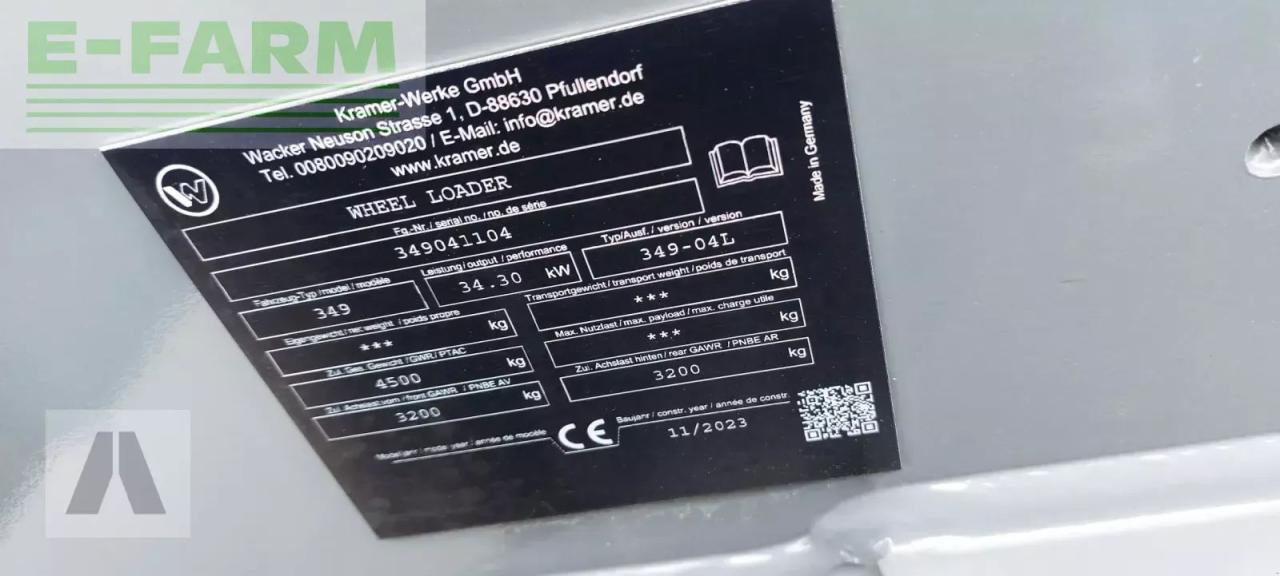 E-FARM
Kramer-Werke GmbH
Wacker Neuson Strasse 1, D-88630 Pfullendorf
Tel. 0080090209020 / E-Mail: info@kramer.de
www.kramer.de
WHEEL LOADER
Fg.-Nr./ serial no. / no. de série
349041104
Fahrzeug-Typ / model / modèle
349
Leistung / output / performance
34.30 kW
Typ/Ausf. / version / version
349-04L
Eigengewicht / net weight / poids propre
*** kg
Transportgewicht / transport weight / poids de transport
*** kg
Zul. Ges. Gewicht / GWR / PTAC
4500 kg
Max. Nutzlast / max. payload / max. charge utile
*** kg
Zul. Achslast vorn / front GAWR / PNBE AV
3200 kg
Zul. Achslast hinten / rear GAWR / PNBE AR
3200 kg
Modelljahr / model year / année de modèle
CE
Baujahr / constr. year / année de constr.
11/2023
Made in Germany